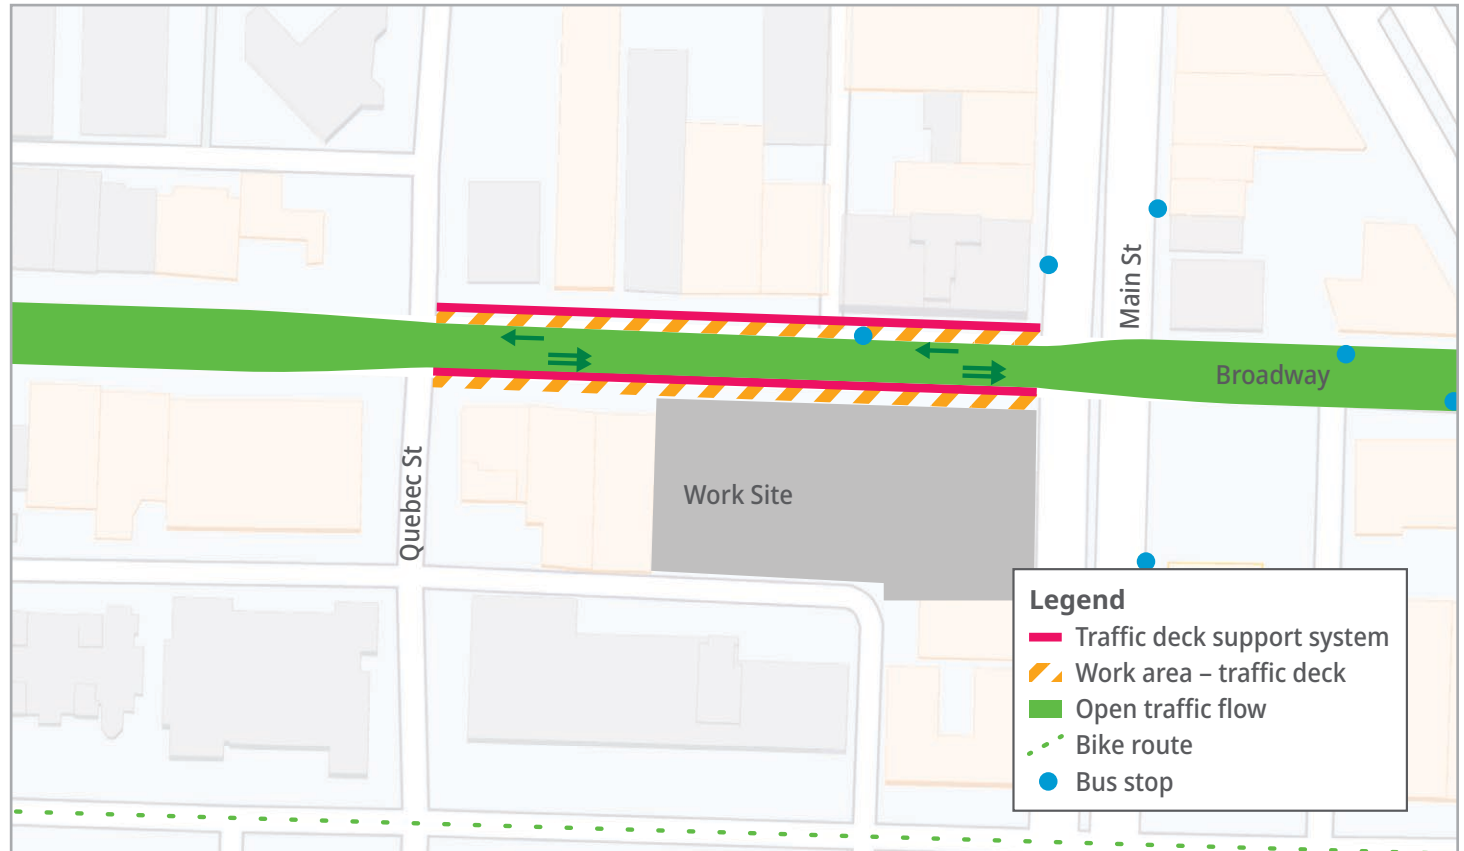 Main St
Broadway
Quebec St
Work Site
Legend
Traffic deck support system
Work area – traffic deck
Open traffic flow
Bike route
Bus stop